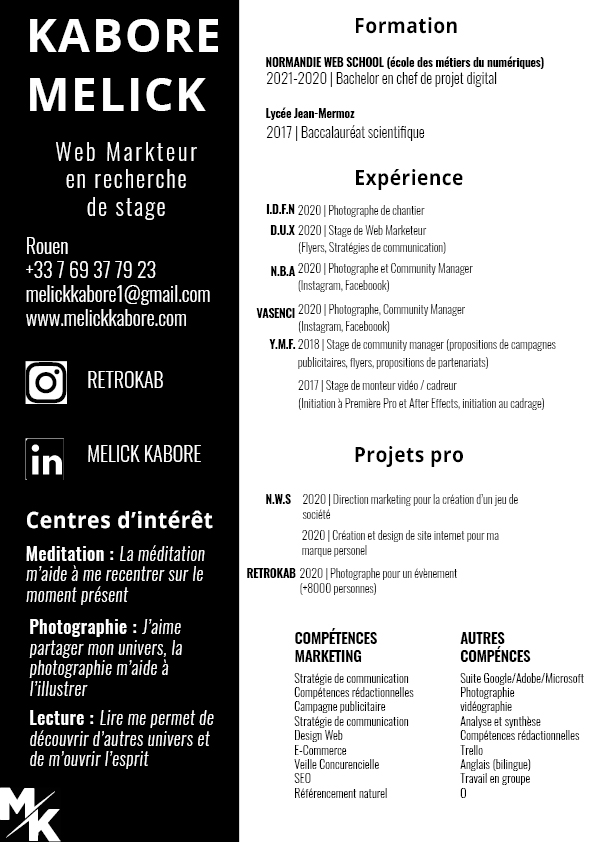 KABORE
MELICK
Web Markteur
en recherche
de stage
Rouen
+33 7 69 37 79 23
melickkabore1@gmail.com
www.melickkabore.com
RETROKAB
in
MELICK KABORE
Centres d'intérêt
Meditation : La méditation
m'aide à me recentrer sur le
moment présent
Photographie : J'aime
partager mon univers, la
photographie m'aide à
l'illustrer
Lecture : Lire me permet de
découvrir d'autres univers et
de m'ouvrir l'esprit
MK
Formation
NORMANDIE WEB SCHOOL (école des métiers du numériques)
2021-2020 | Bachelor en chef de projet digital
Lycée Jean-Mermoz
2017 | Baccalauréat scientifique
Expérience
I.D.F.N 2020 | Photographe de chantier
D.U.X 2020 | Stage de Web Marketeur
(Flyers, Stratégies de communication)
N.B.A 2020 | Photographe et Community Manager
(Instagram, Faceboook)
VASENCI 2020 | Photographe, Community Manager
(Instagram, Faceboook)
Y.M.F. 2018 | Stage de community manager (propositions de campagnes
publicitaires, flyers, propositions de partenariats)
2017 | Stage de monteur vidéo / cadreur
(Initiation à Première Pro et After Effects, initiation au cadrage)
Projets pro
N.W.S 2020 | Direction marketing pour la création d'un jeu de
société
2020 | Création et design de site internet pour ma
marque personel
RETROKAB 2020 | Photographe pour un évènement
(+8000 personnes)
COMPÉTENCES
MARKETING
Stratégie de communication
Compétences rédactionnelles
Campagne publicitaire
Stratégie de communication
Design Web
E-Commerce
Veille Concurencielle
SEO
Référencement naturel
AUTRES
COMPÉNCES
Suite Google/Adobe/Microsoft
Photographie
vidéographie
Analyse et synthèse
Compétences rédactionnelles
Trello
Anglais (bilingue)
Travail en groupe
O